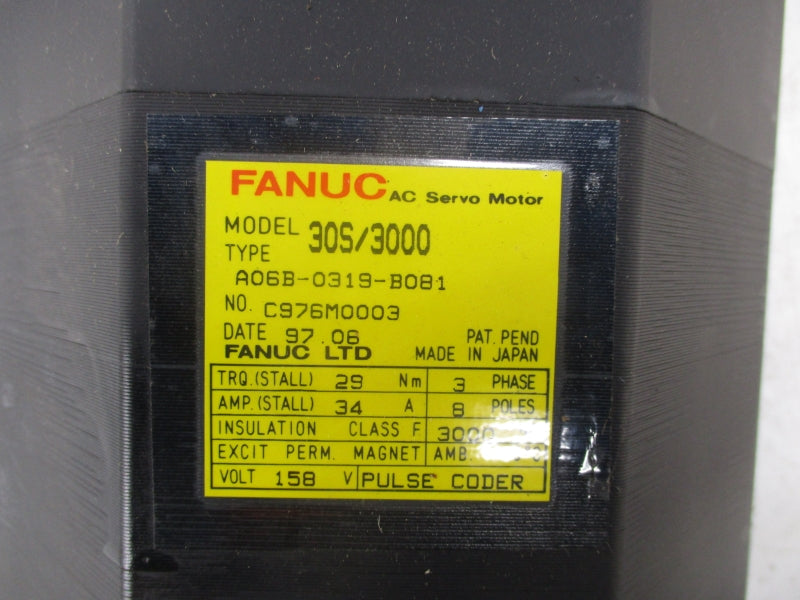 FANUC AC Servo Motor
MODEL 30S/3000
TYPE
A06B-0319-B081
NO. C976M0003
DATE 97.06 PAT. PEND
FANUC LTD MADE IN JAPAN
TRQ.(STALL) 29 Nm 3 PHASE
AMP.(STALL) 34 A 8 POLES
INSULATION CLASS F
EXCIT PERM. MAGNET AMB
VOLT 158 V PULSE CODER